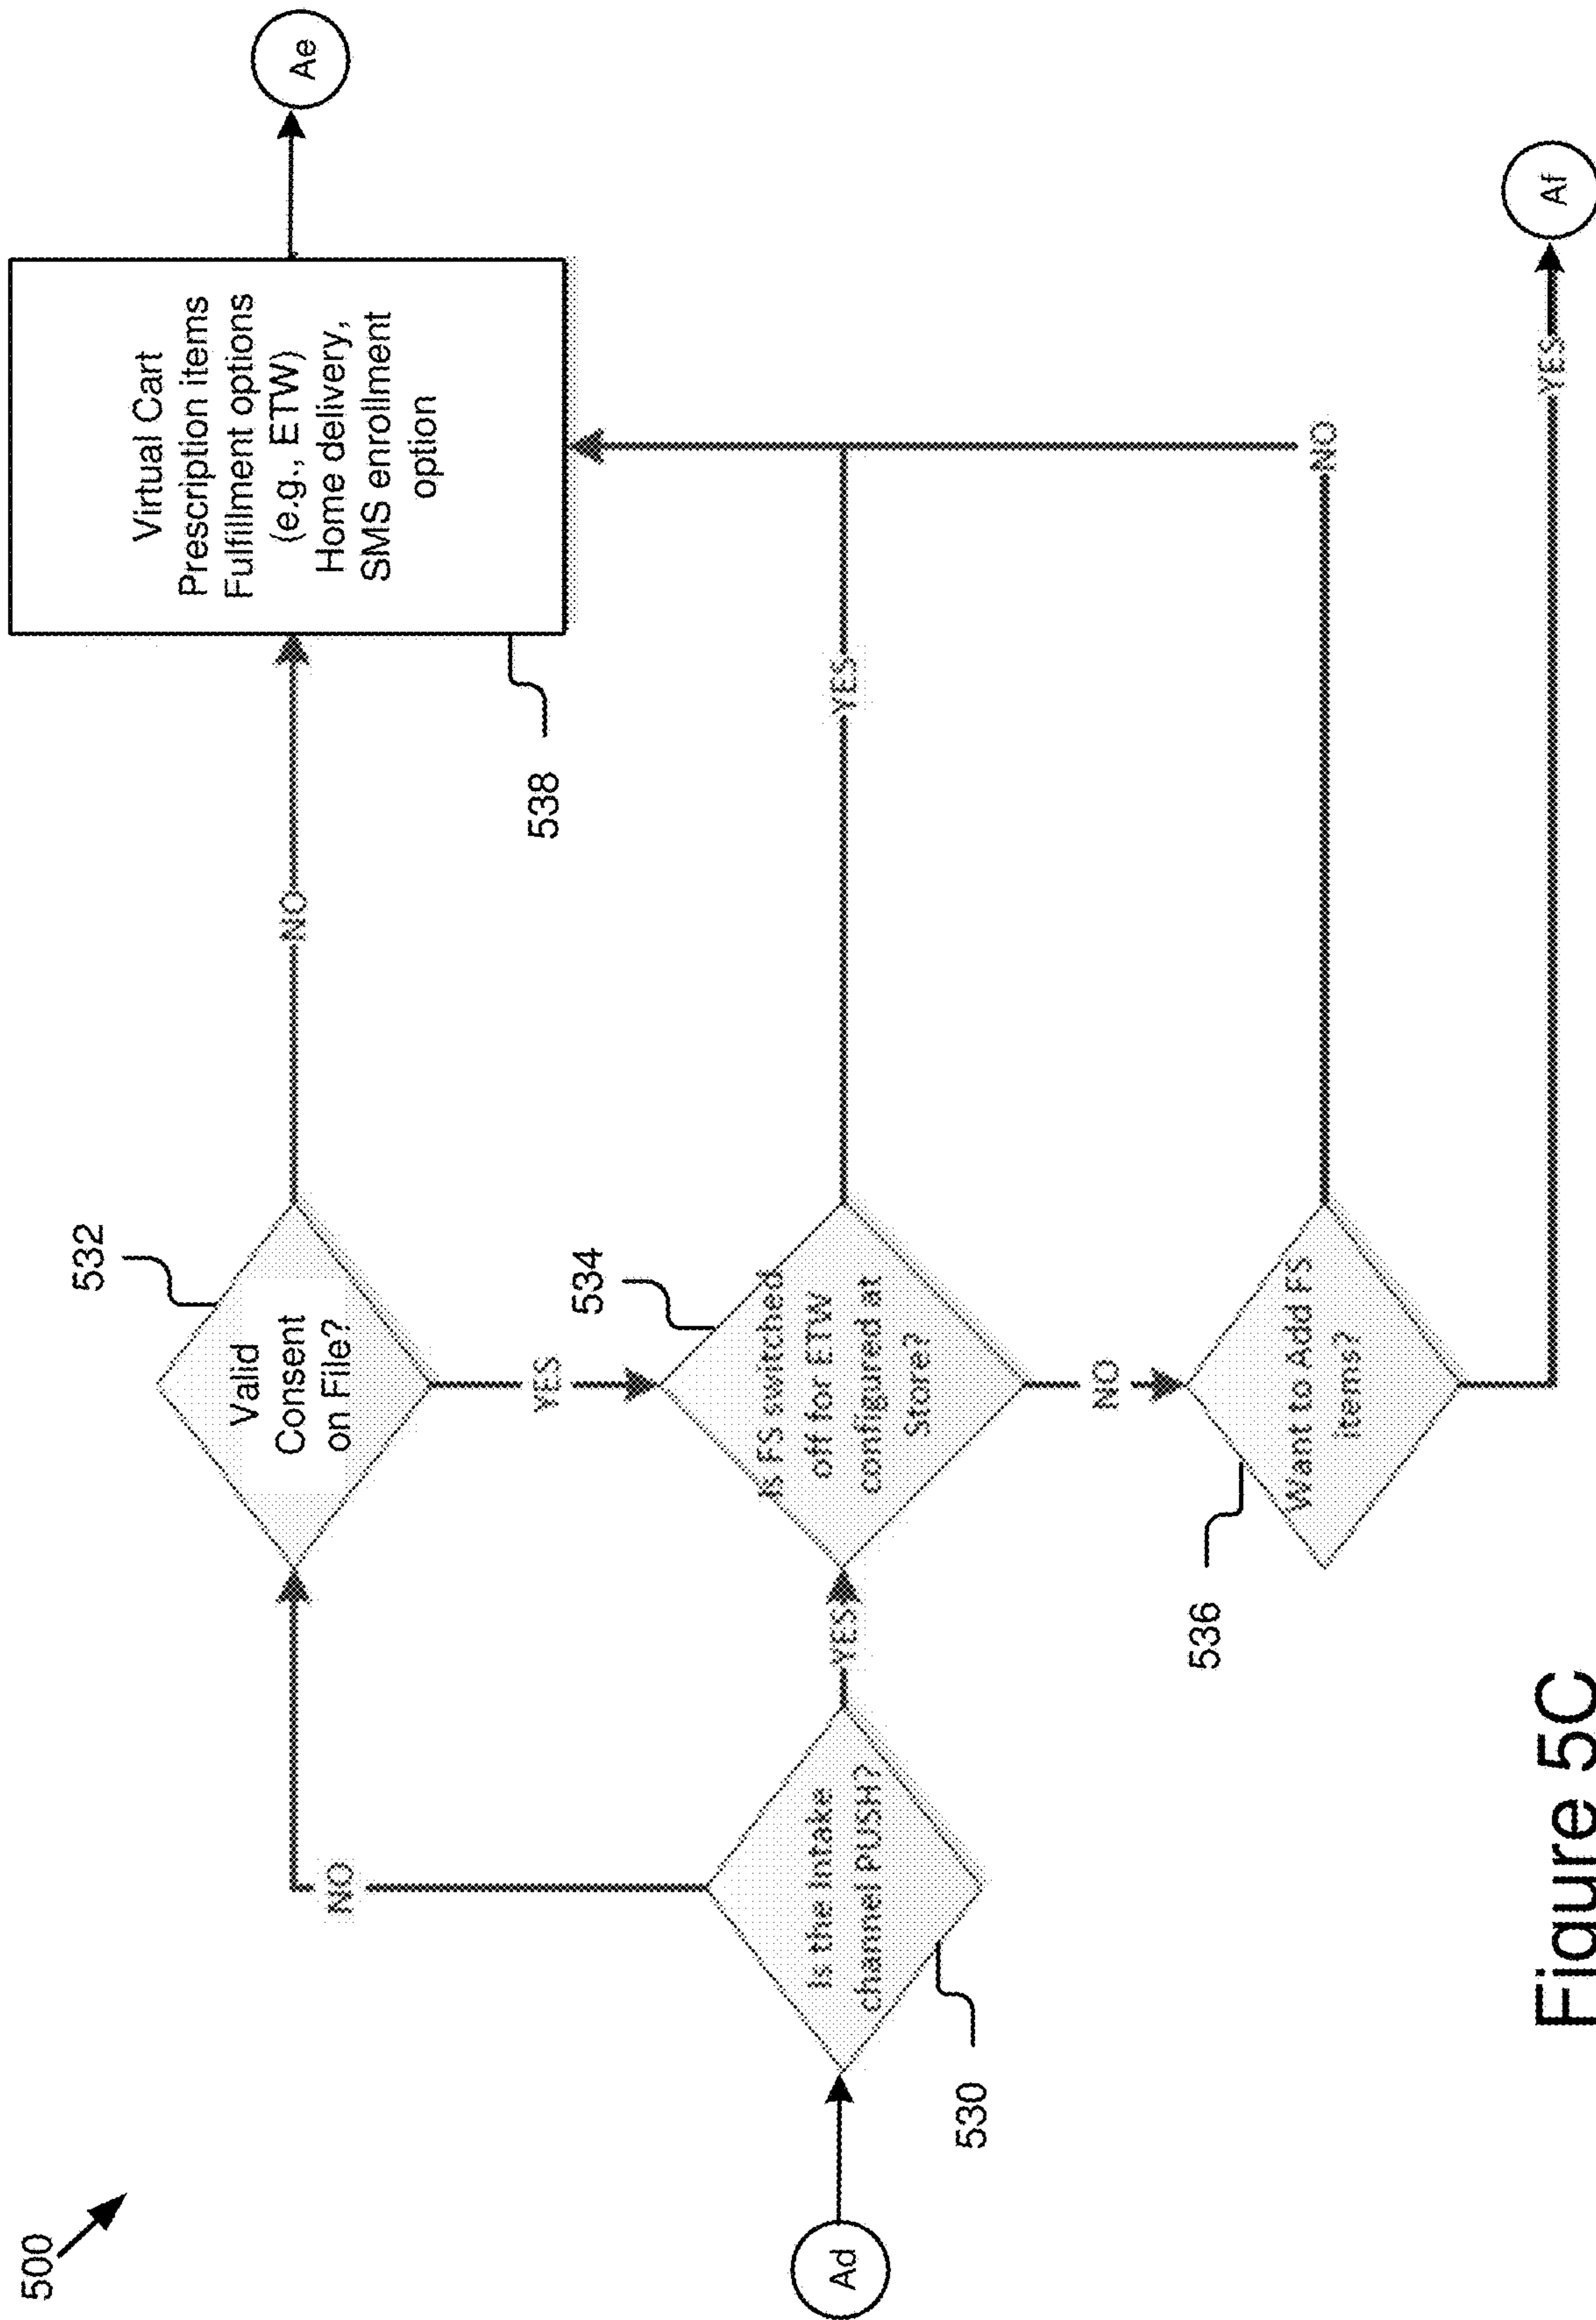 500
Ad
530
Is the Intake
channel PUSH?
NO
YES
532
Valid
Consent
on File?
NO
YES
534
Is FS switched
off for ETW
configured at
Store?
YES
NO
536
Want to Add FS
items?
NO
YES
538
Virtual Cart
Prescription items
Fulfillment options
(e.g., ETW)
Home delivery,
SMS enrollment
option
Ae
Af
Figure 5C